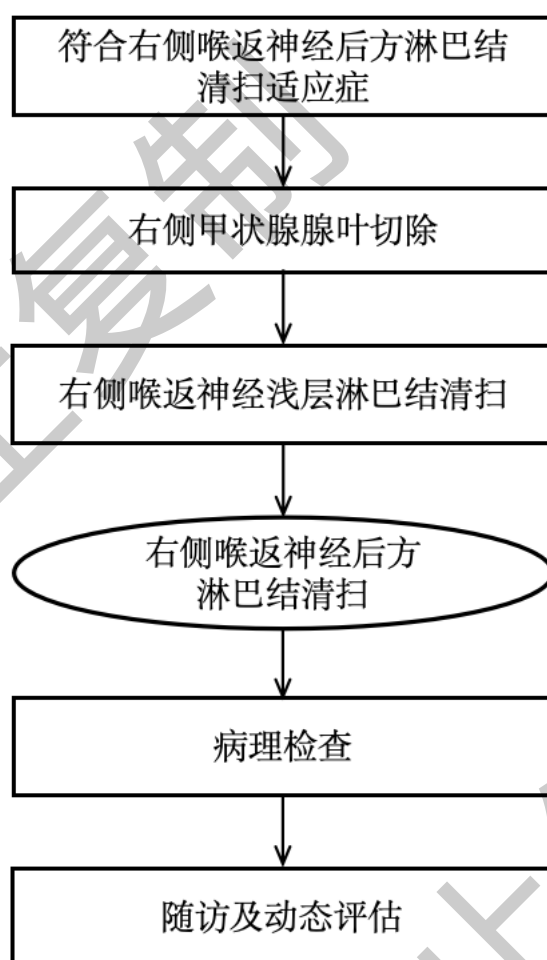 符合右侧喉返神经后方淋巴结
清扫适应症
右侧甲状腺腺叶切除
右侧喉返神经浅层淋巴结清扫
右侧喉返神经后方
淋巴结清扫
病理检查
随访及动态评估